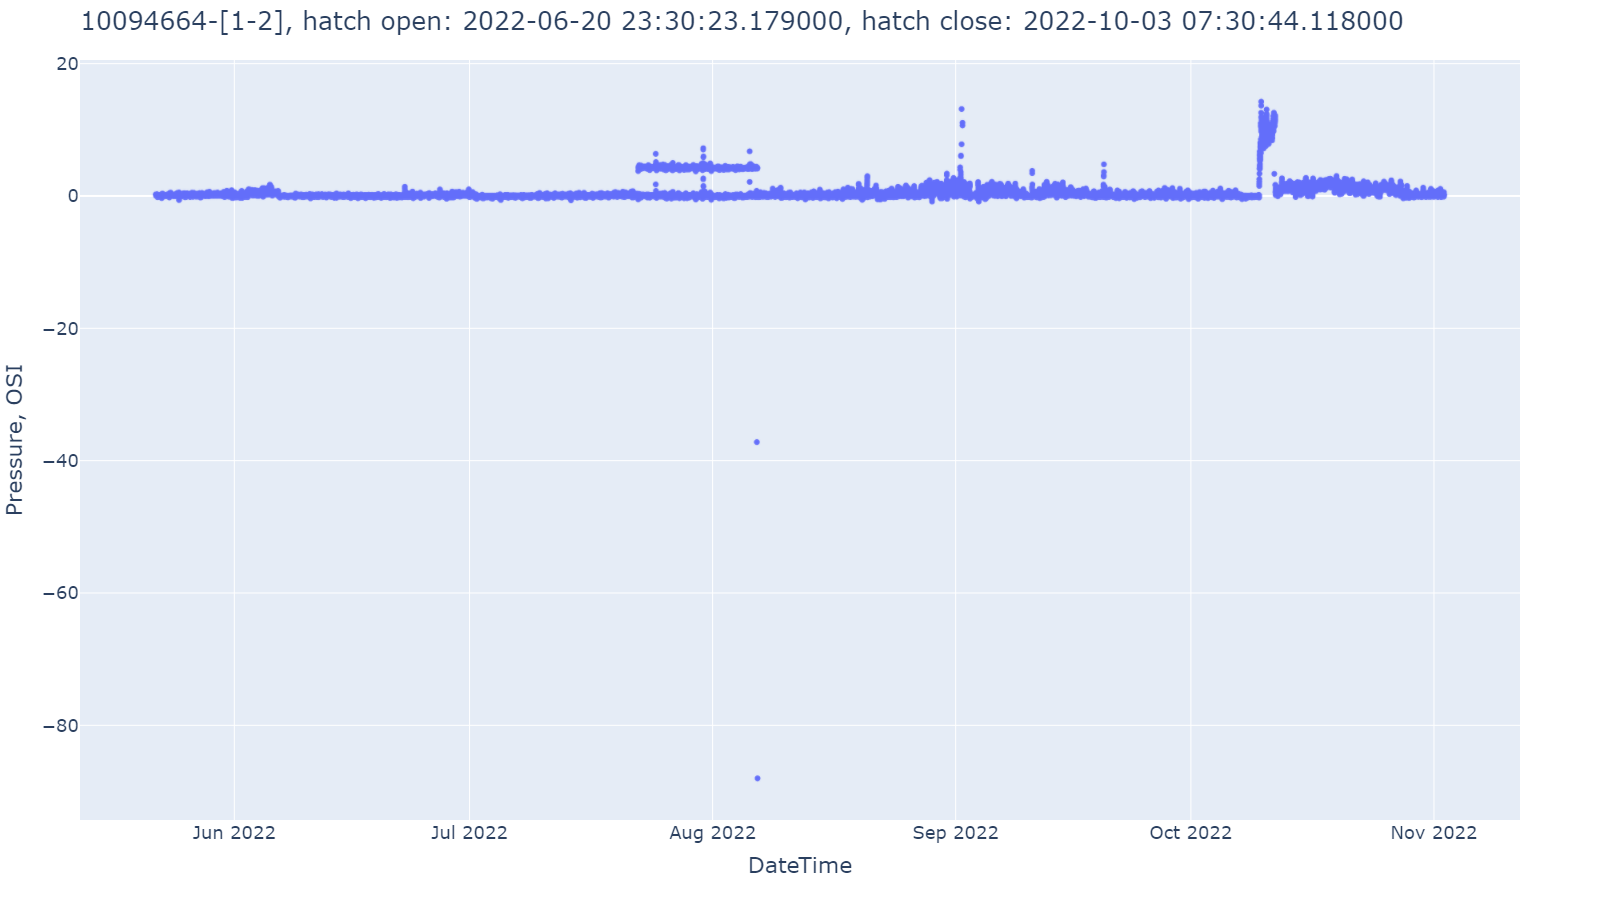 10094664-[1-2], hatch open: 2022-06-20 23:30:23.179000, hatch close: 2022-10-03 07:30:44.118000
20
0
−20
−40
−60
−80
Pressure, OSI
Jun 2022
Jul 2022
Aug 2022
Sep 2022
Oct 2022
Nov 2022
DateTime